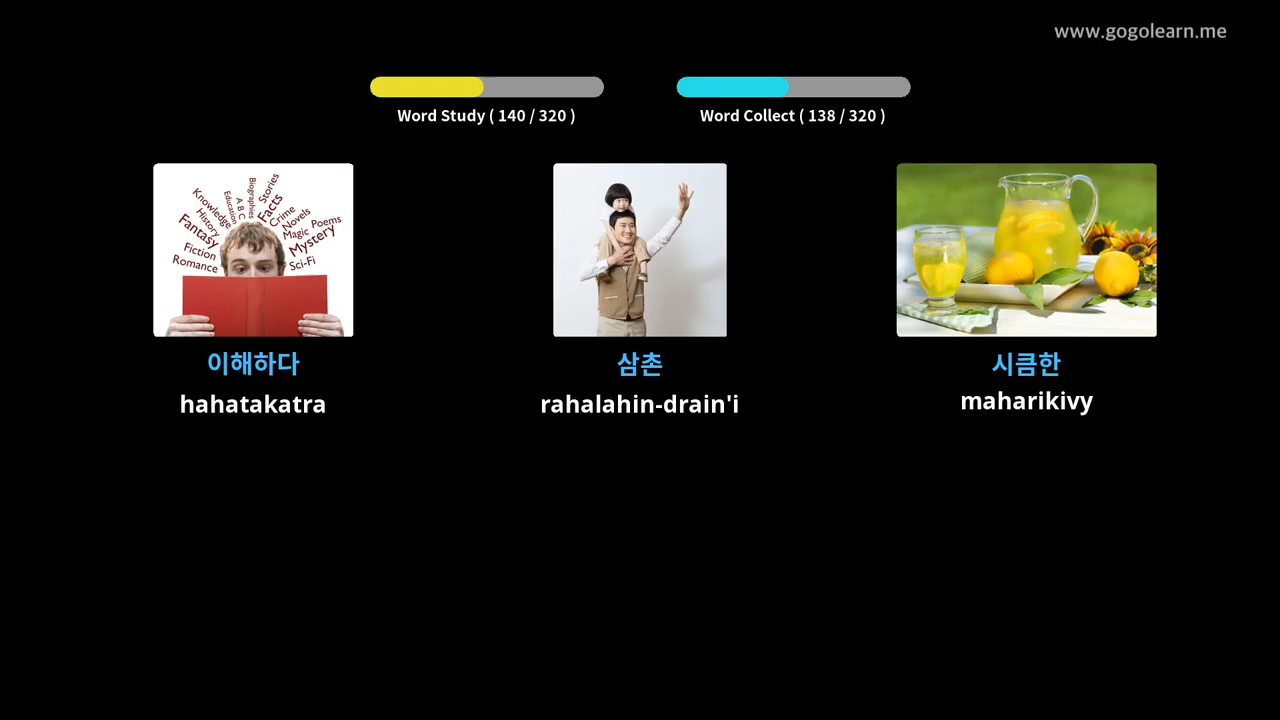 www.gogolearn.me
Word Study ( 140 / 320 )
Word Collect ( 138 / 320 )
Knowledge
History
Fantasy
Fiction
Romance
Education
A B C
Biographies
Stories
Facts
Crime
Novels
Magic
Poems
Mystery
Sci-Fi
이해하다
삼촌
시큼한
hahatakatra
rahalahin-drain'i
maharikivy